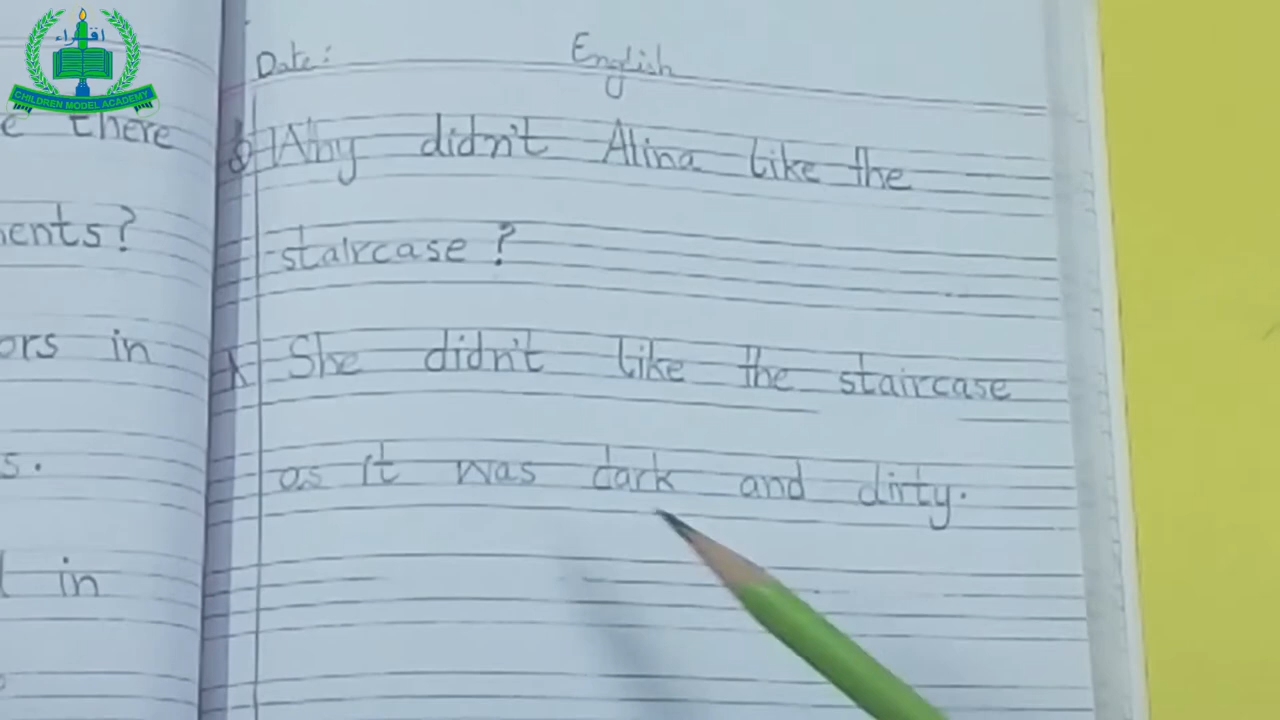 اقراء
CHILDREN MODEL ACADEMY
e there
ents?
ors in
s.
in
Date: English
Q Why didn't Alina like the
staircase ?
A She didn't like the staircase
as it was dark and dirty.